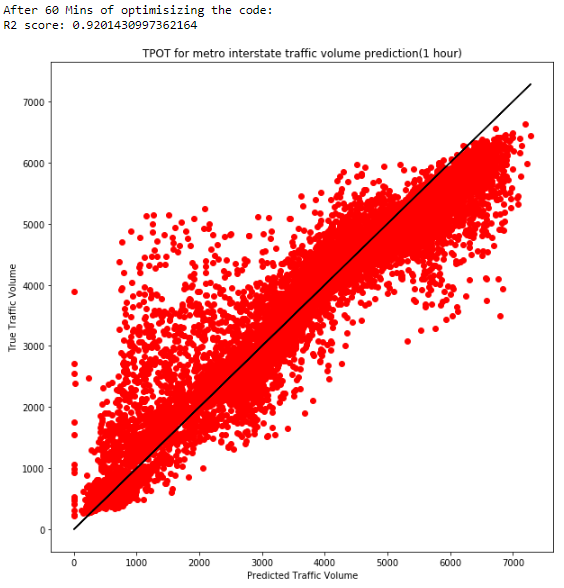 After 60 Mins of optimisizing the code:
R2 score: 0.9201430997362164
TPOT for metro interstate traffic volume prediction(1 hour)
7000
6000
5000
4000
3000
2000
1000
0
True Traffic Volume
0 1000 2000 3000 4000 5000 6000 7000
Predicted Traffic Volume